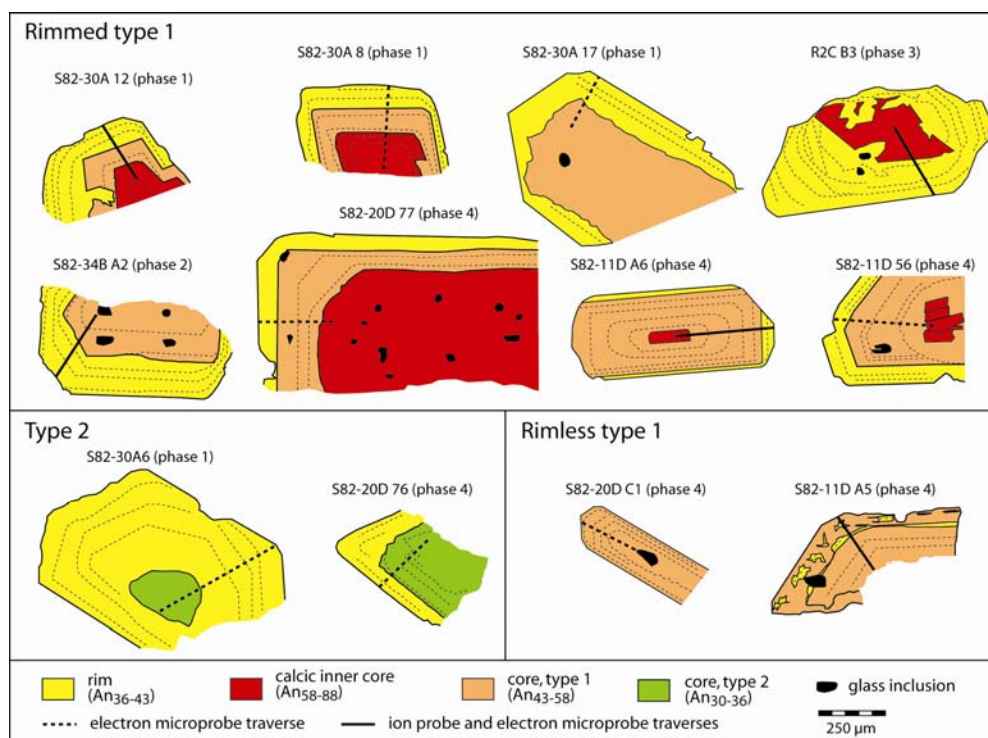 Rimmed type 1
S82-30A 12 (phase 1)
S82-30A 8 (phase 1)
S82-30A 17 (phase 1)
R2C B3 (phase 3)
S82-34B A2 (phase 2)
S82-20D 77 (phase 4)
S82-11D A6 (phase 4)
S82-11D 56 (phase 4)
Type 2
S82-30A6 (phase 1)
S82-20D 76 (phase 4)
Rimless type 1
S82-20D C1 (phase 4)
S82-11D A5 (phase 4)
rim
(An36-43)
calcic inner core
(An58-88)
core, type 1
(An43-58)
core, type 2
(An30-36)
glass inclusion
electron microprobe traverse
ion probe and electron microprobe traverses
250 µm